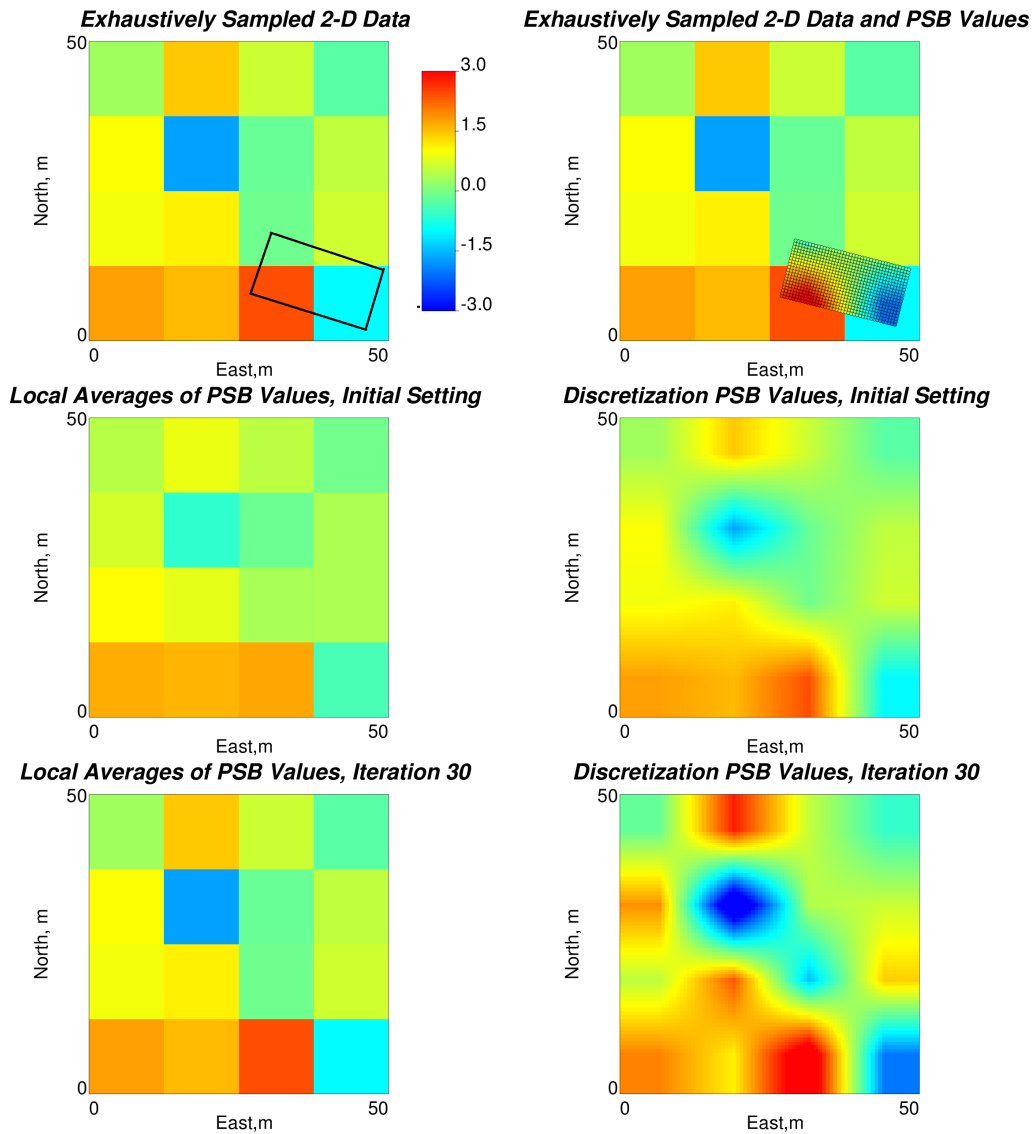 Exhaustively Sampled 2-D Data
50
North, m
0
0
50
East,m
3.0
1.5
0.0
-1.5
-3.0
Exhaustively Sampled 2-D Data and PSB Values
50
North, m
0
0
50
East,m
Local Averages of PSB Values, Initial Setting
50
North, m
0
0
50
East,m
Discretization PSB Values, Initial Setting
50
North, m
0
0
50
East,m
Local Averages of PSB Values, Iteration 30
50
North, m
0
0
50
East,m
Discretization PSB Values, Iteration 30
50
North, m
0
0
50
East,m